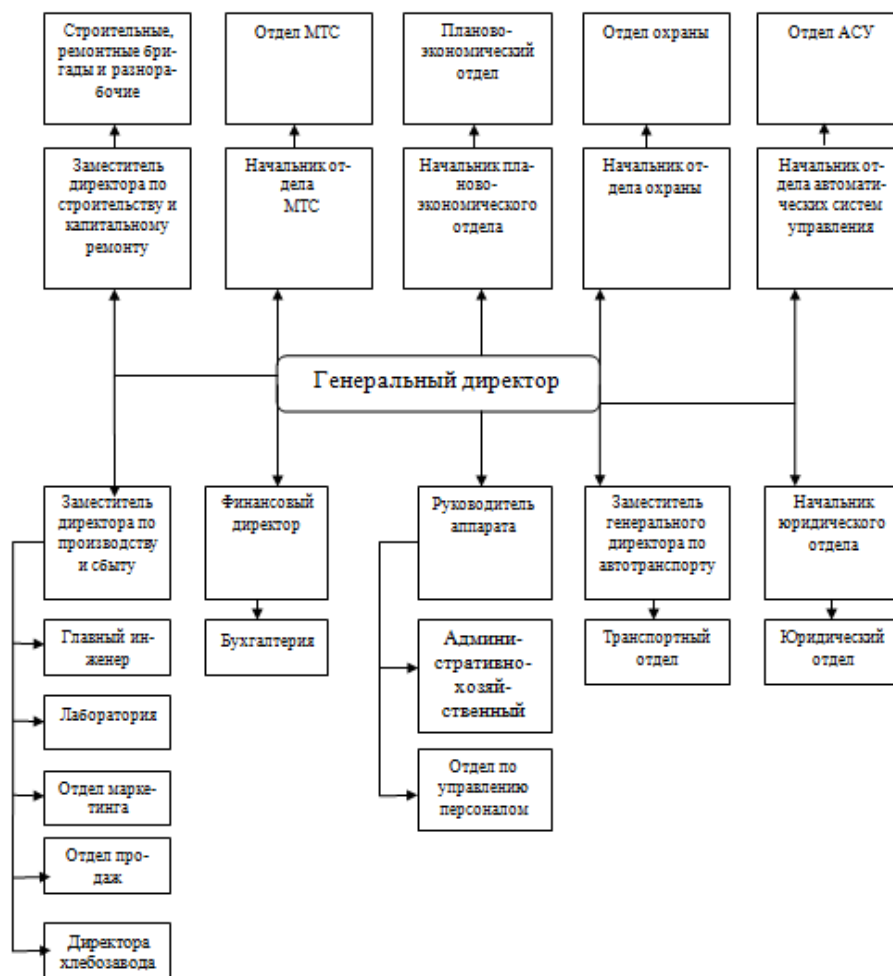 Строительные,
ремонтные бри-
гады и разнора-
бочие
Отдел МТС
Планово-
экономический
отдел
Отдел охраны
Отдел АСУ
Заместитель
директора по
строительству и
капитальному
ремонту
Начальник от-
дела
МТС
Начальник пла-
ново-
экономического
отдела
Начальник от-
дела охраны
Начальник от-
дела автомати-
ческих систем
управления
Генеральный директор
Заместитель
директора по
производству
и сбыту
Финансовый
директор
Руководитель
аппарата
Заместитель
генерального
директора по
автотранспорту
Начальник
юридического
отдела
Главный ин-
женер
Бухгалтерия
Админи-
стративно-
хозяй-
ственный
Транспортный
отдел
Юридический
отдел
Лаборатория
Отдел марке-
тинга
Отдел по
управлению
персоналом
Отдел про-
даж
Директора
хлебозавода